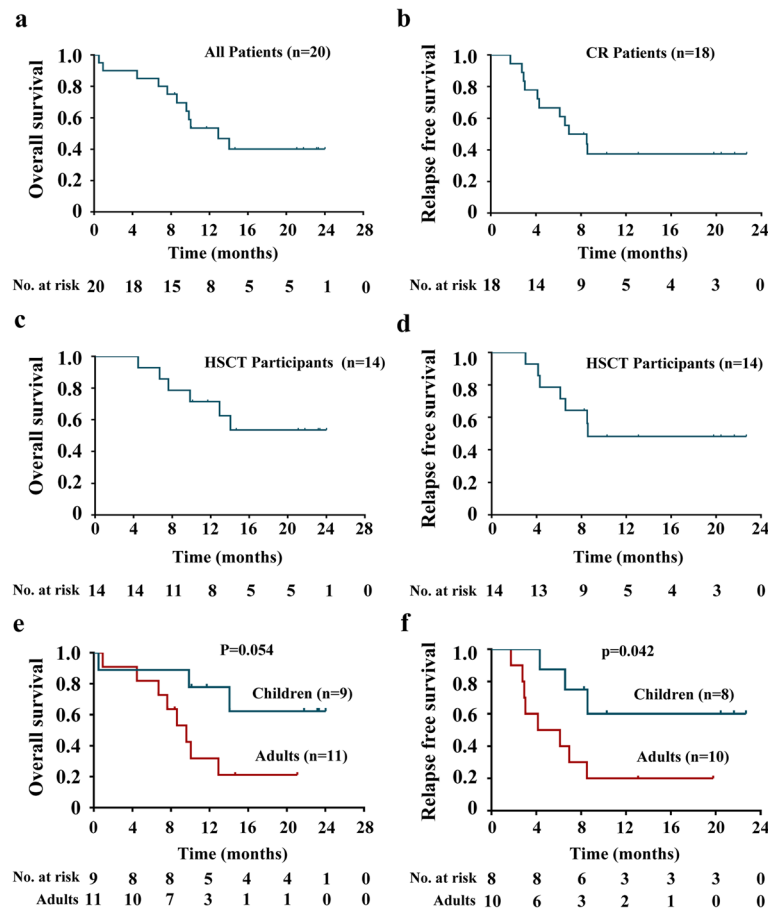 a
All Patients (n=20)
Overall survival
1.0
0.8
0.6
0.4
0.2
0
0 4 8 12 16 20 24 28
Time (months)
No. at risk 20 18 15 8 5 5 1 0
b
CR Patients (n=18)
Relapse free survival
1.0
0.8
0.6
0.4
0.2
0
0 4 8 12 16 20 24
Time (months)
No. at risk 18 14 9 5 4 3 0
c
HSCT Participants (n=14)
Overall survival
1.0
0.8
0.6
0.4
0.2
0
0 4 8 12 16 20 24 28
Time (months)
No. at risk 14 14 11 8 5 5 1 0
d
HSCT Participants (n=14)
Relapse free survival
1.0
0.8
0.6
0.4
0.2
0
0 4 8 12 16 20 24
Time (months)
No. at risk 14 13 9 5 4 3 0
e
P=0.054
Children (n=9)
Adults (n=11)
Overall survival
1.0
0.8
0.6
0.4
0.2
0
0 4 8 12 16 20 24 28
Time (months)
No. at risk 9 8 8 5 4 4 1 0
Adults 11 10 7 3 1 1 0 0
f
p=0.042
Children (n=8)
Adults (n=10)
Relapse free survival
1.0
0.8
0.6
0.4
0.2
0
0 4 8 12 16 20 24
Time (months)
No. at risk 8 8 6 3 3 3 0
Adults 10 6 3 2 1 0 0